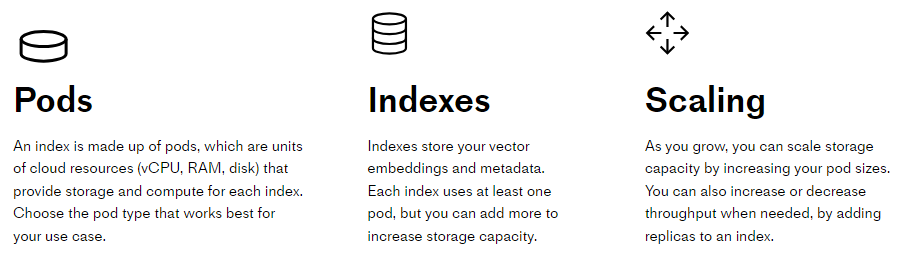 Pods
An index is made up of pods, which are units
of cloud resources (vCPU, RAM, disk) that
provide storage and compute for each index.
Choose the pod type that works best for
your use case.
Indexes
Indexes store your vector
embeddings and metadata.
Each index uses at least one
pod, but you can add more to
increase storage capacity.
Scaling
As you grow, you can scale storage
capacity by increasing your pod sizes.
You can also increase or decrease
throughput when needed, by adding
replicas to an index.